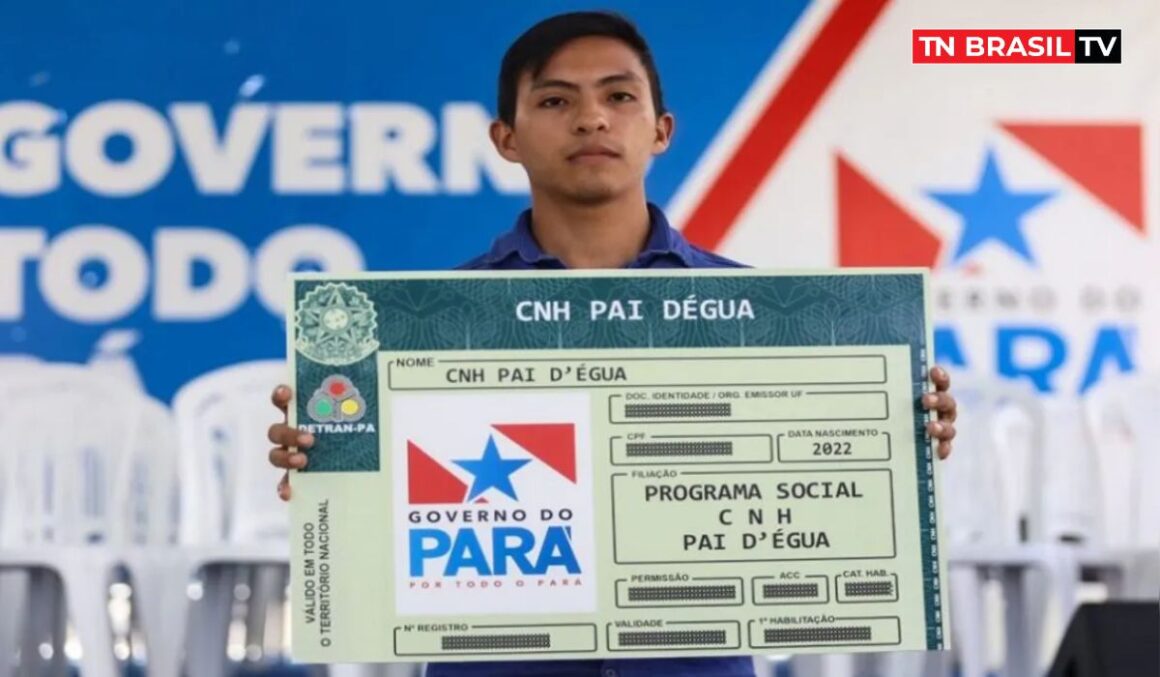 TN BRASIL TV
GOVERN
TODO
CNH PAI DÉGUA
NOME
CNH PAI D'ÉGUA
DETRAN-PA
DOC. IDENTIDADE / ORG. EMISSOR UF
CPF
DATA NASCIMENTO
2022
FILIAÇÃO
PROGRAMA SOCIAL
C N H
PAI D'ÉGUA
GOVERNO DO
PARÁ
POR TODO O PARÁ
PERMISSÃO
ACC
CAT. HAB.
Nº REGISTRO
VALIDADE
1ª HABILITAÇÃO
VÁLIDO EM TODO
O TERRITÓRIO NACIONAL
ERNO DO
ARÁ